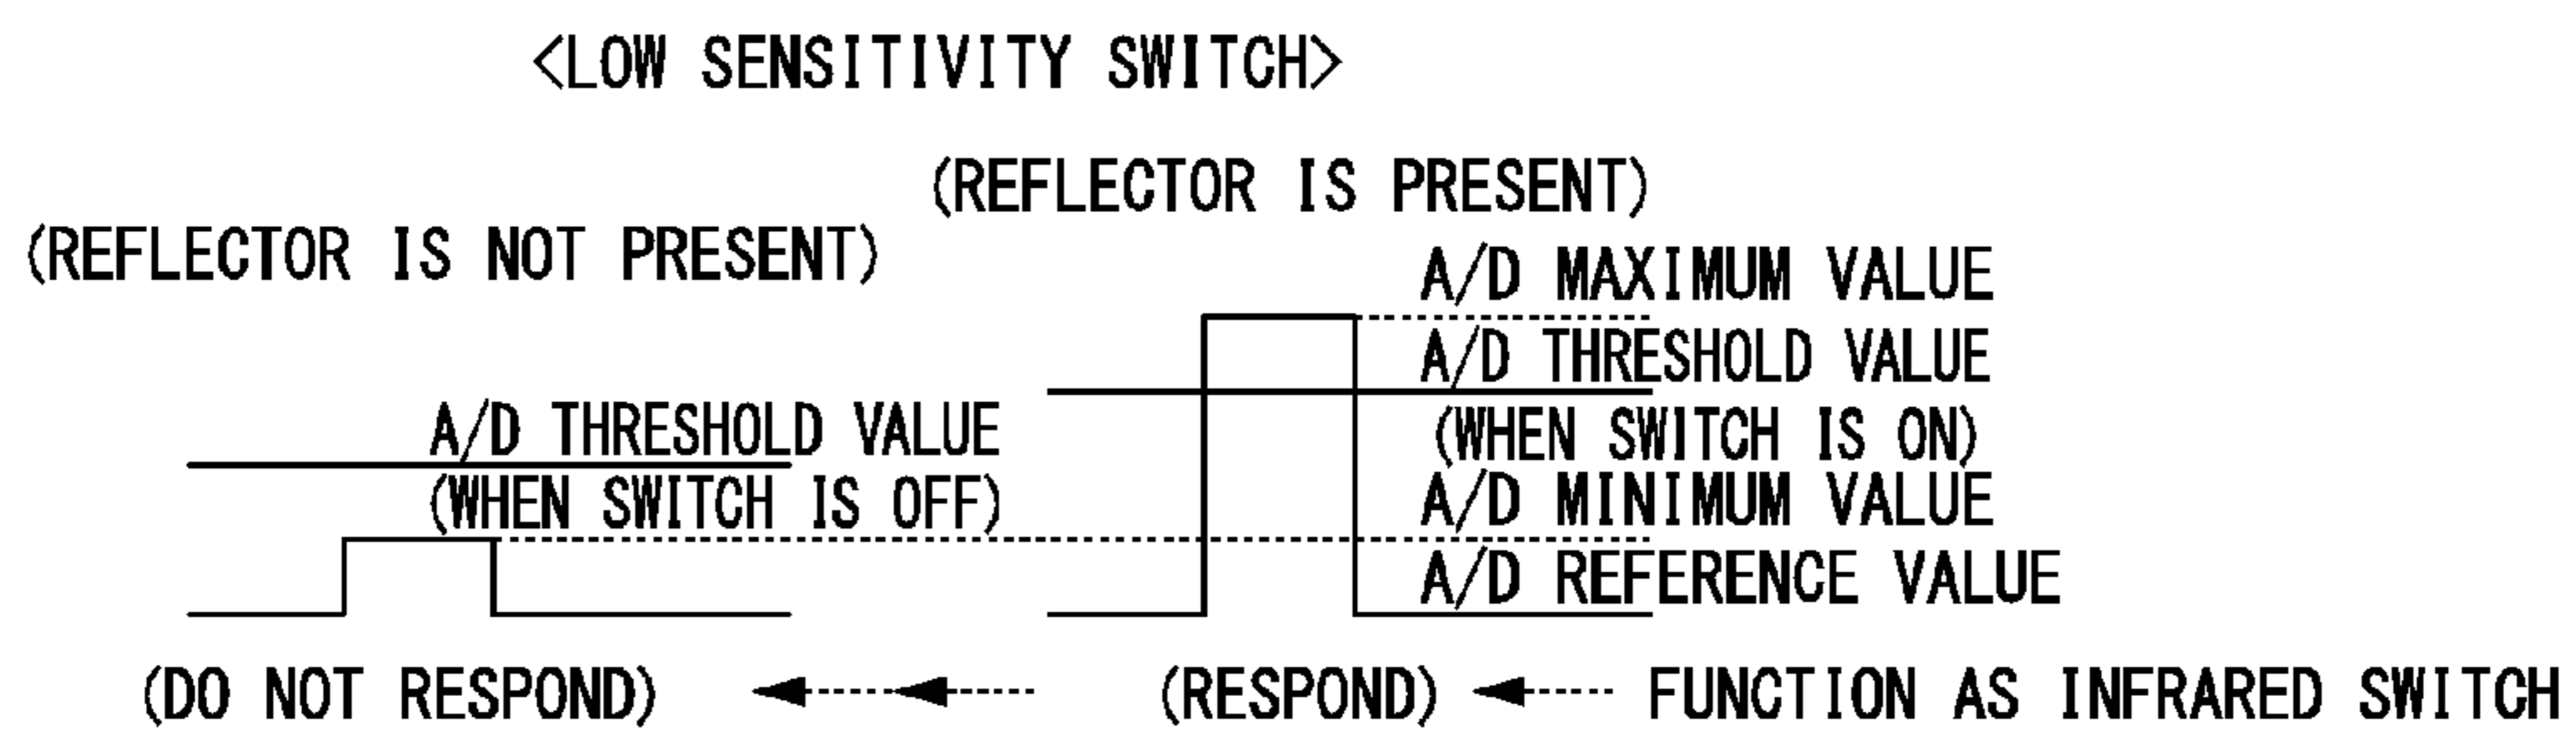 <LOW SENSITIVITY SWITCH>
(REFLECTOR IS PRESENT)
(REFLECTOR IS NOT PRESENT)
A/D MAXIMUM VALUE
A/D THRESHOLD VALUE
(WHEN SWITCH IS ON)
A/D THRESHOLD VALUE
(WHEN SWITCH IS OFF)
A/D MINIMUM VALUE
A/D REFERENCE VALUE
(DO NOT RESPOND) (RESPOND) FUNCTION AS INFRARED SWITCH